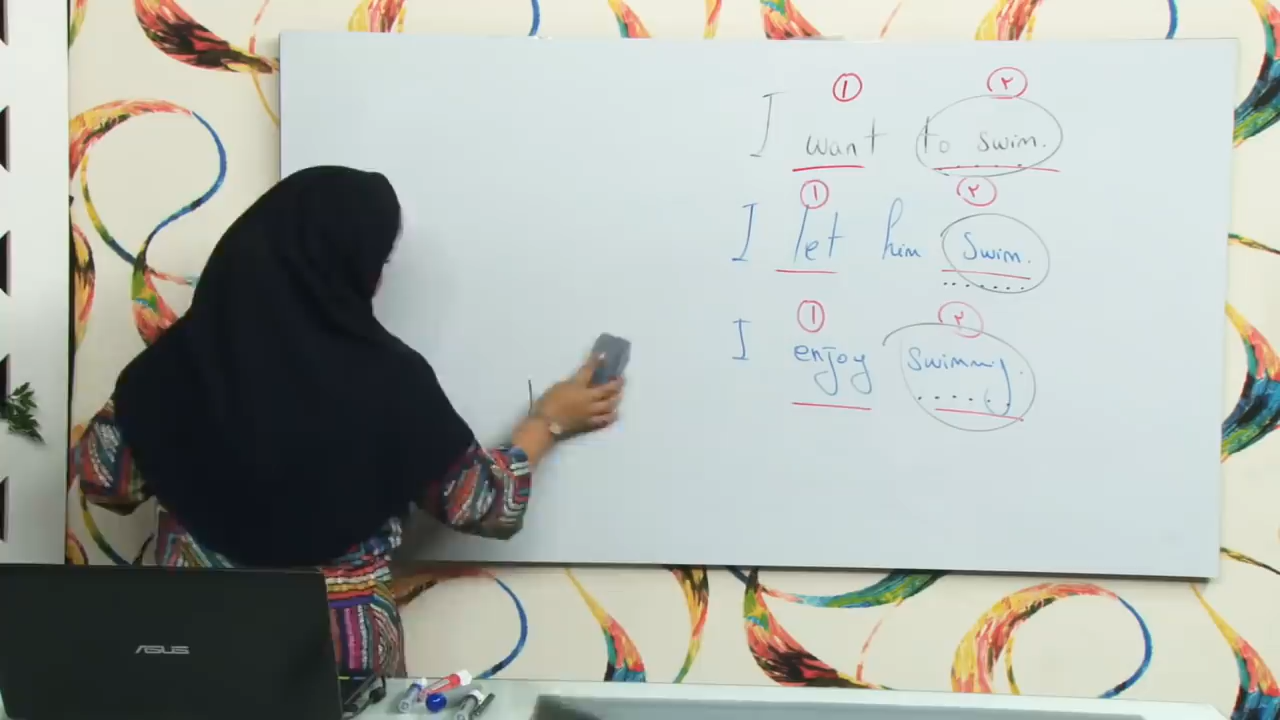 ١ ٢
I want to swim.
١ ٢
I let him swim.
١ ٢
I enjoy swimming.
ASUS